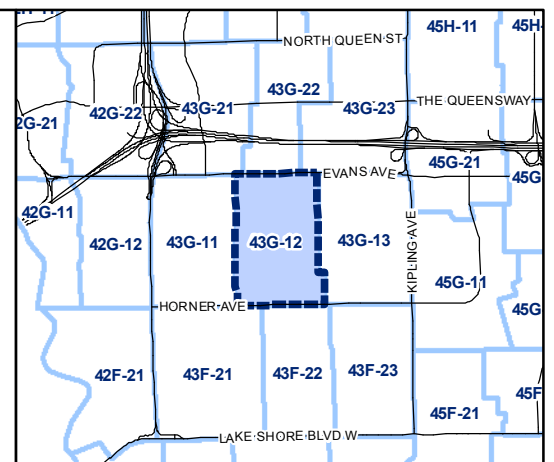 45H-11
45H-
NORTH QUEEN ST
43G-22
THE QUEENSWAY
2G-21
42G-22
43G-21
43G-23
45G-21
EVANS AVE
45G
42G-11
42G-12
43G-11
43G-12
43G-13
KIPLING AVE
45G-11
HORNER AVE
45G
42F-21
43F-21
43F-22
43F-23
45F-21
45F
LAKE SHORE BLVD W